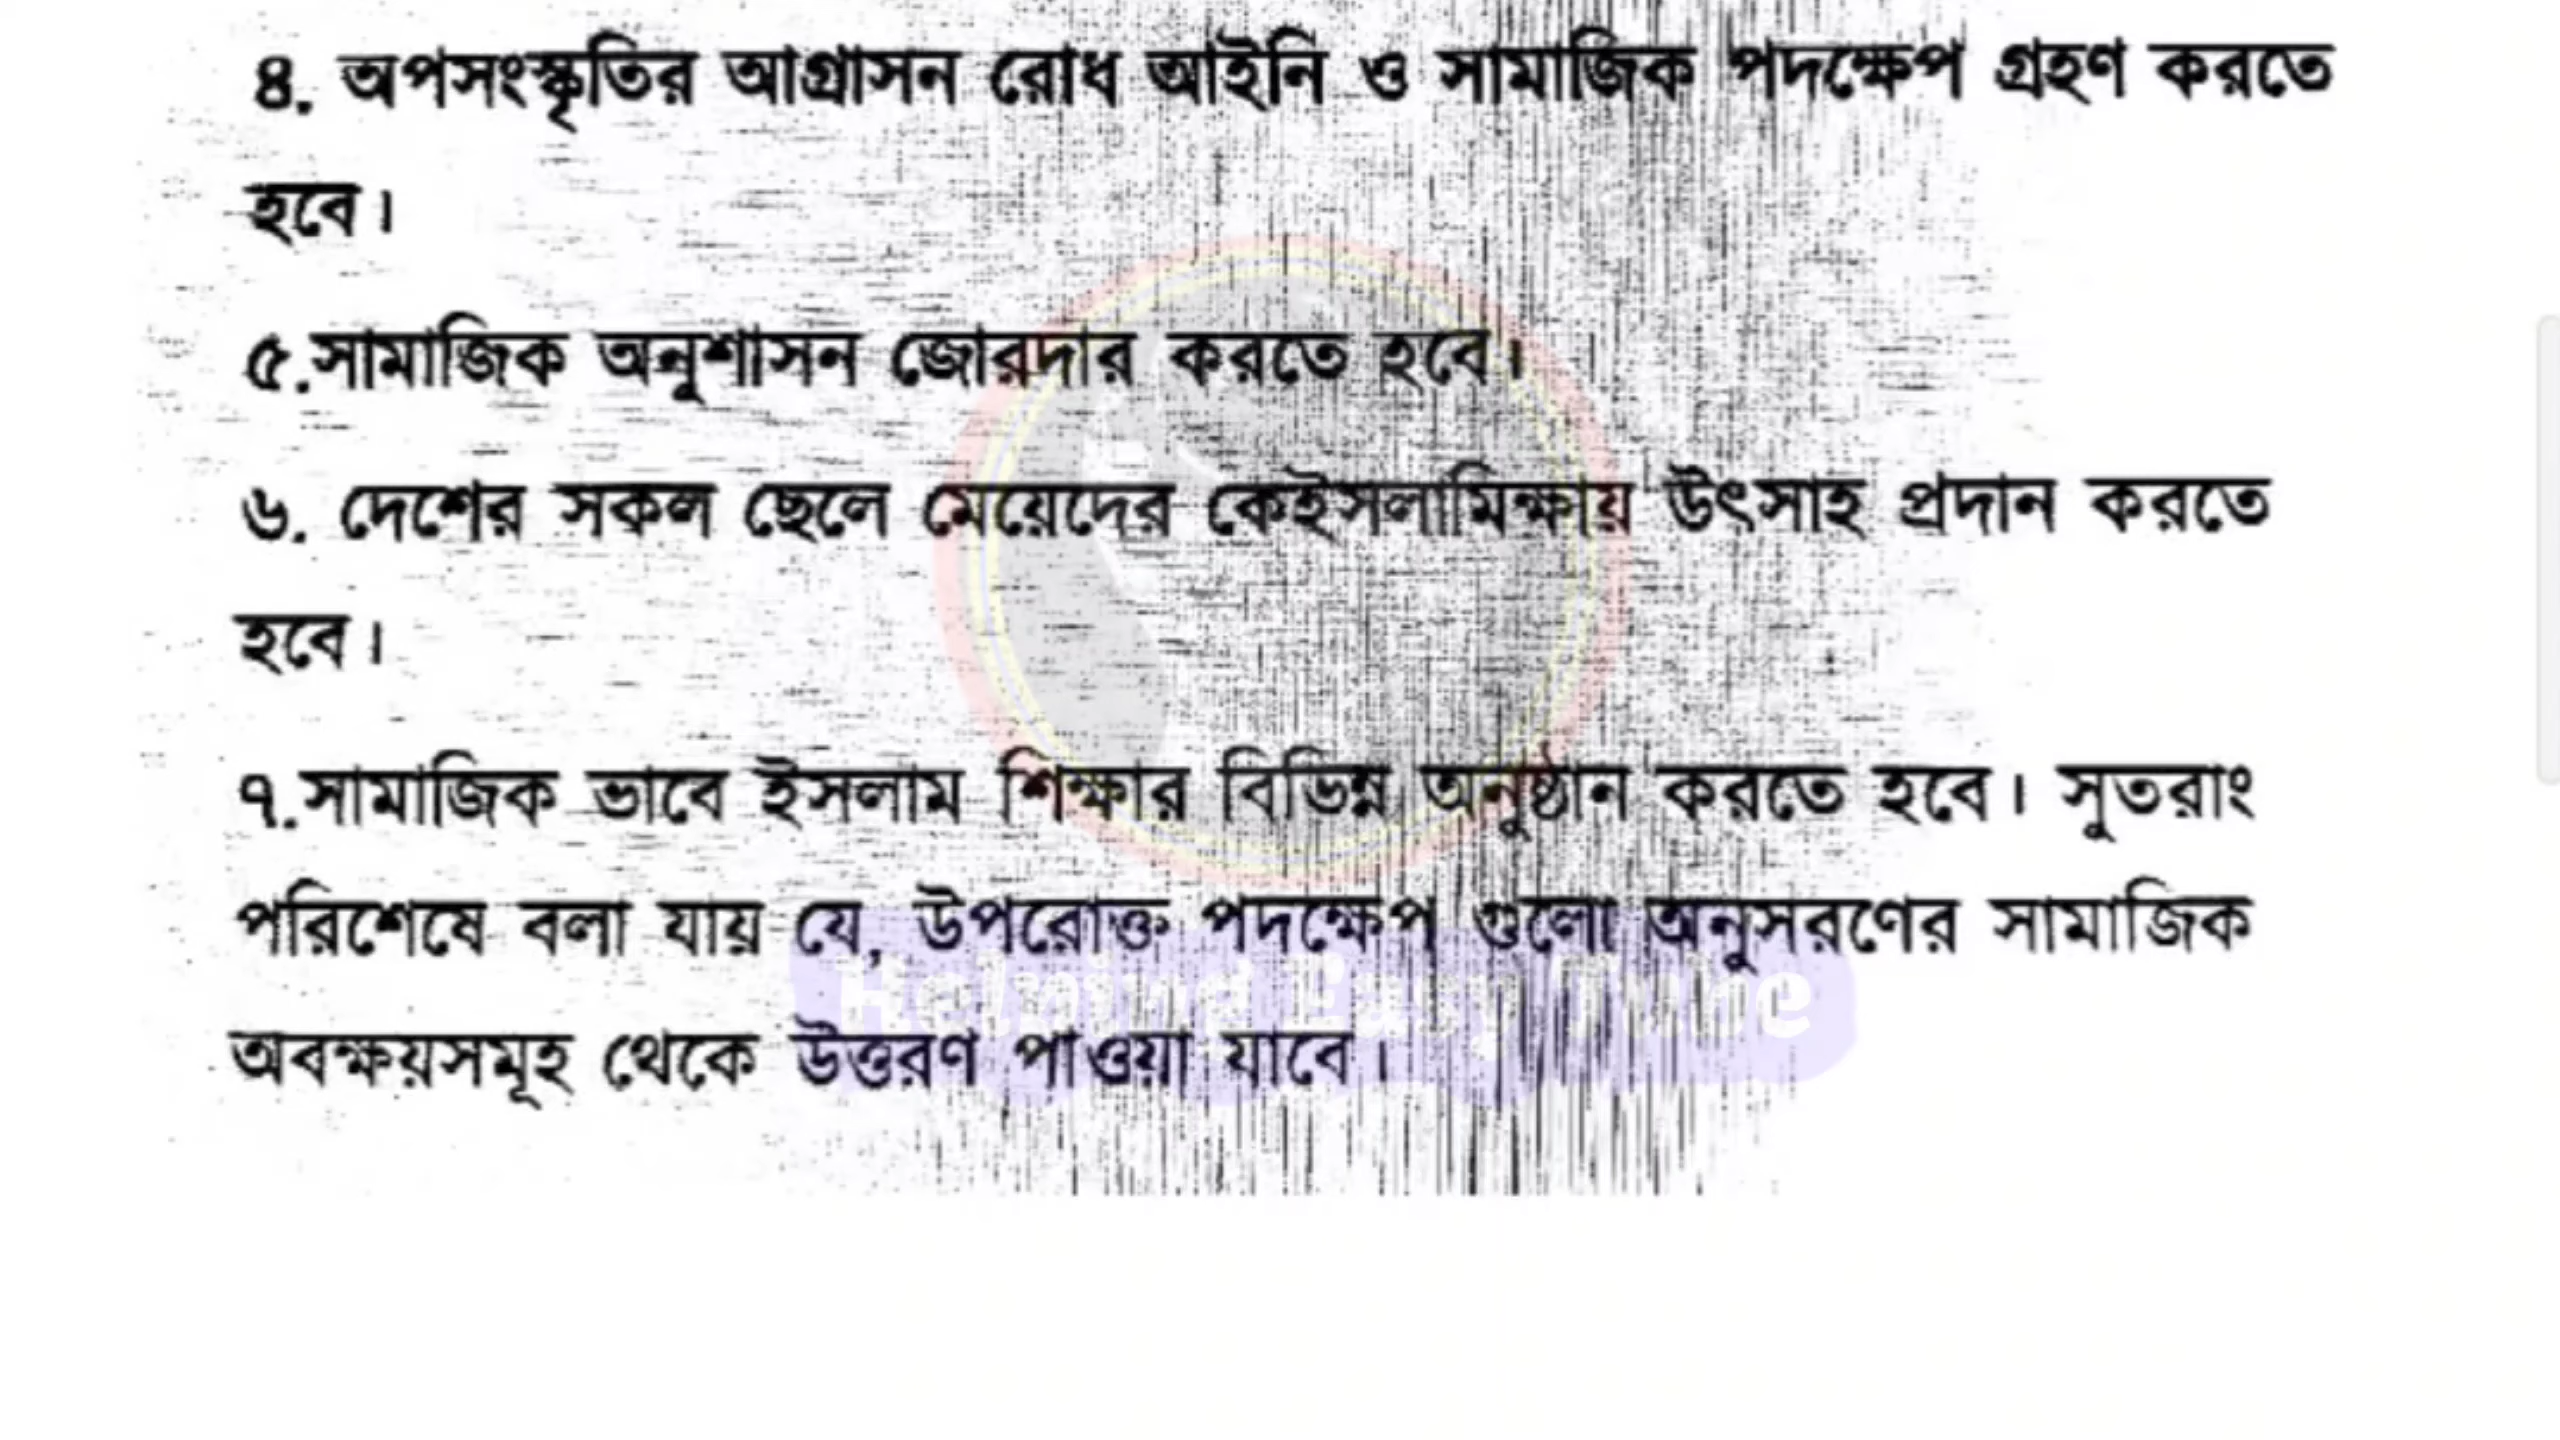 ৪. অপসংস্কৃতির আগ্রাসন রোধ আইনি ও সামাজিক পদক্ষেপ গ্রহণ করতে
হবে।
৫.সামাজিক অনুশাসন জোরদার করতে হবে।
৬. দেশের সকল ছেলে মেয়েদের কেইসলামিক্ষায় উৎসাহ প্রদান করতে
হবে।
৭.সামাজিক ভাবে ইসলাম শিক্ষার বিভিন্ন অনুষ্ঠান করতে হবে। সুতরাং
পরিশেষে বলা যায় যে, উপরোক্ত পদক্ষেপ গুলো অনুসরণের সামাজিক
Helping
অবক্ষয়সমূহ থেকে উত্তরণ পাওয়া যাবে।